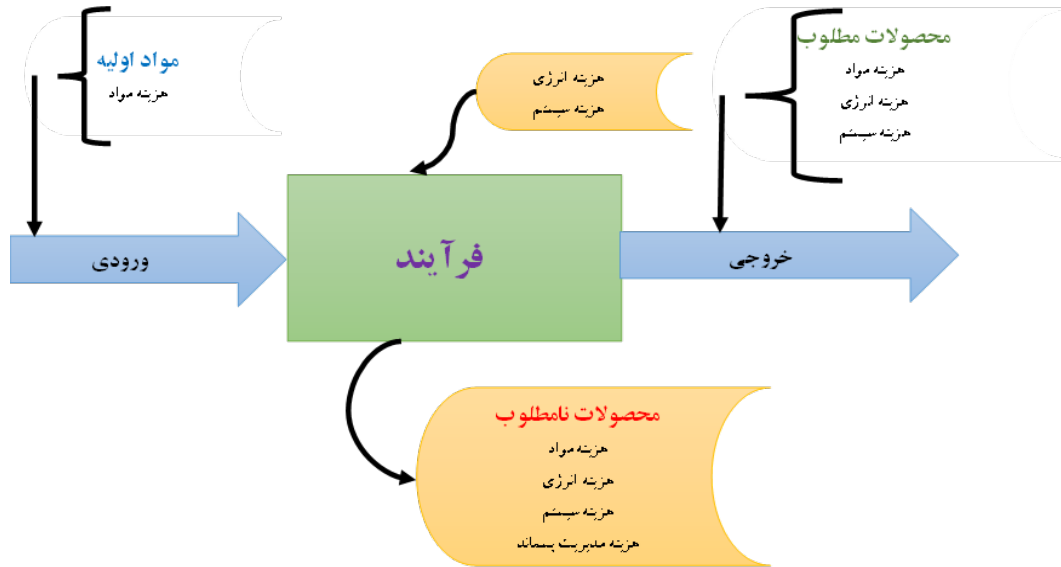 محصولات مطلوب
هزینه مواد
هزینه انرژی
هزینه سیستم
هزینه انرژی
هزینه سیستم
مواد اولیه
هزینه مواد
ورودی
فرآیند
خروجی
محصولات نامطلوب
هزینه مواد
هزینه انرژی
هزینه سیستم
هزینه مدیریت پسماند